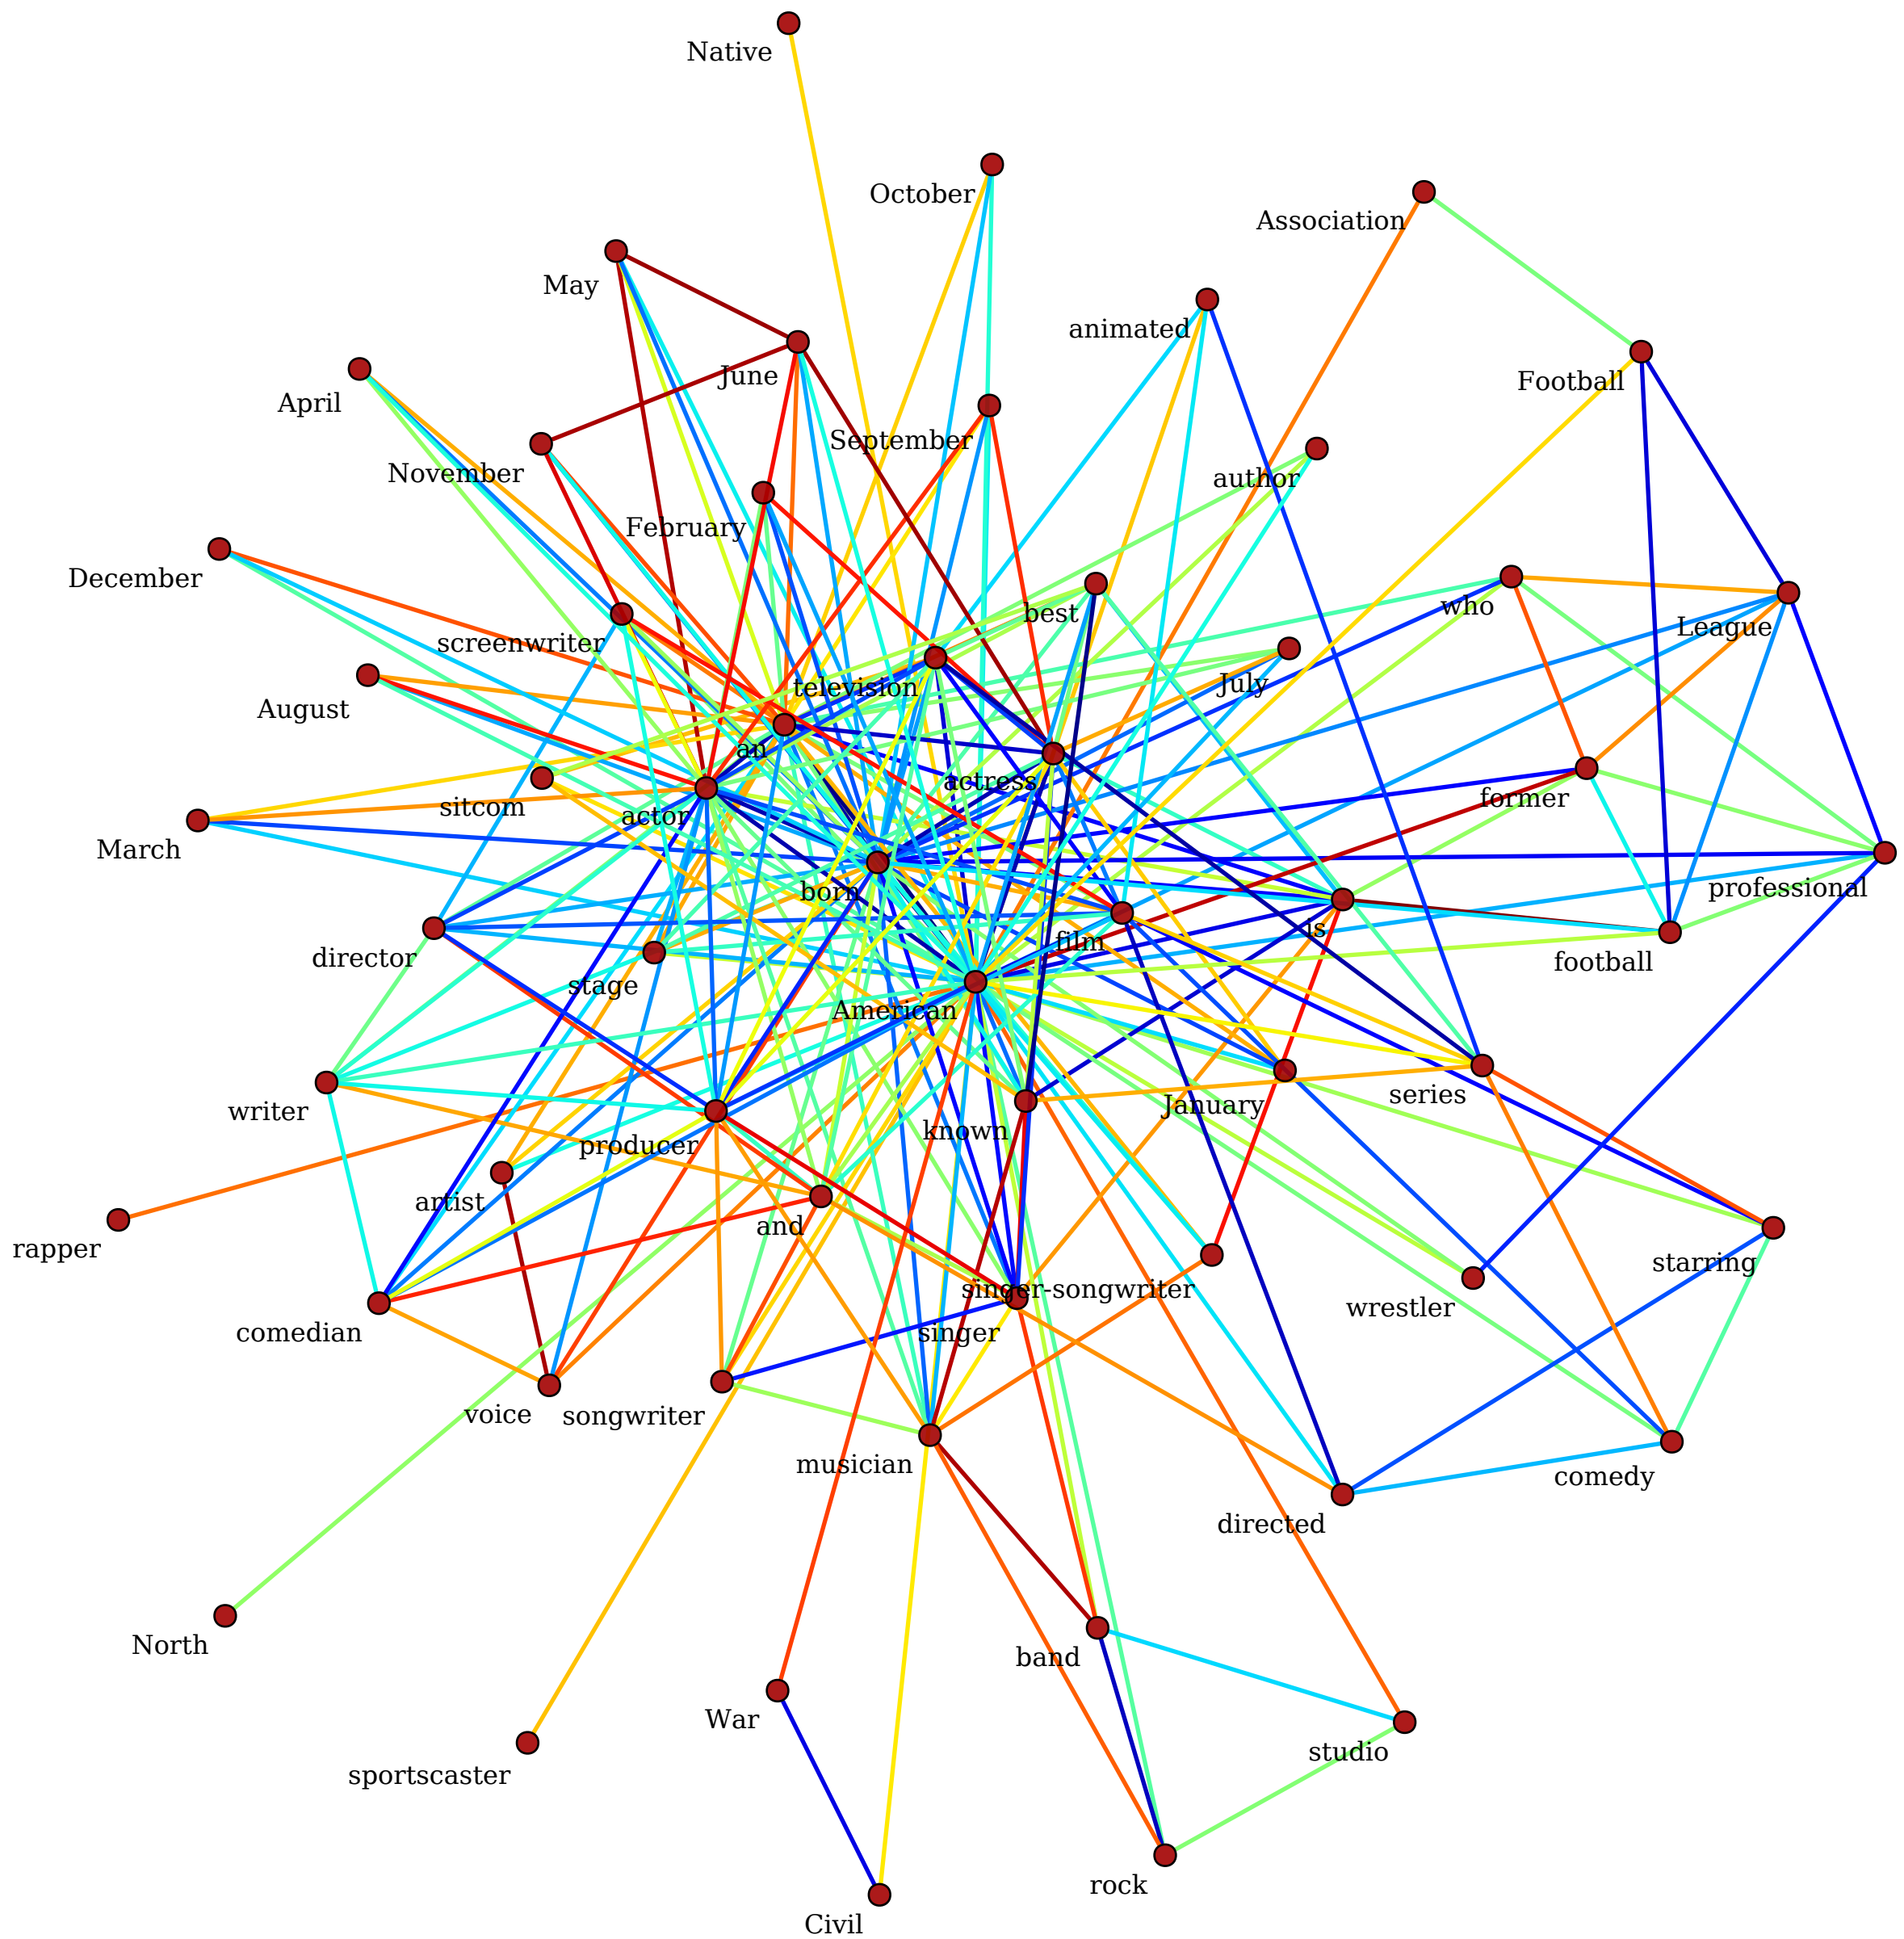 Native
October
Association
May
animated
June
Football
April
September
November
author
February
December
best
who
League
screenwriter
television
July
August
an
actress
sitcom
actor
former
March
born
professional
is
film
director
football
stage
American
series
January
writer
known
producer
artist
and
rapper
starring
singer-songwriter
wrestler
comedian
singer
voice
songwriter
musician
comedy
directed
North
band
War
studio
sportscaster
rock
Civil